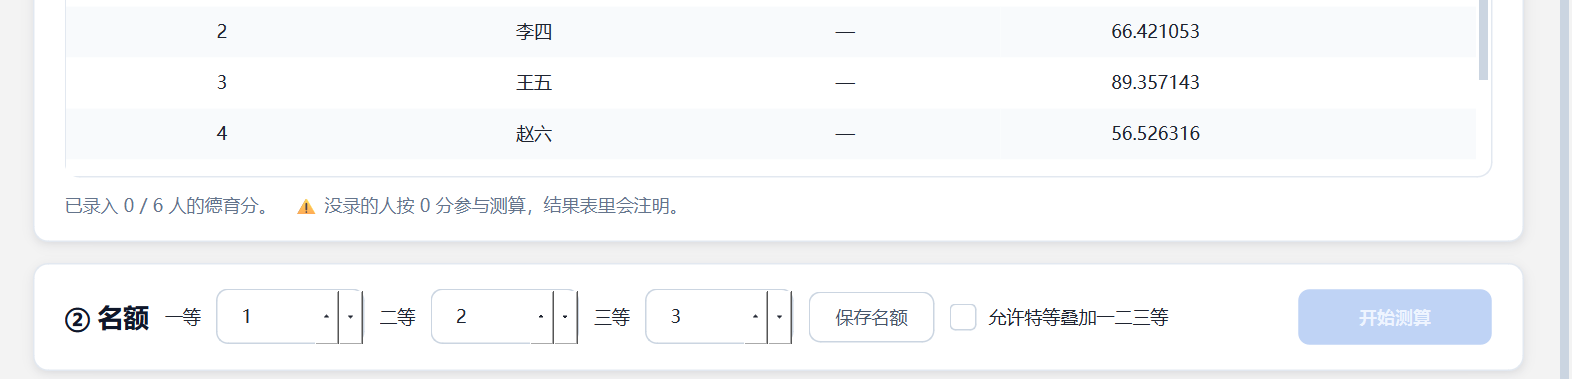 2 李四 — 66.421053
3 王五 — 89.357143
4 赵六 — 56.526316
已录入 0 / 6 人的德育分。 ⚠️ 没录的人按 0 分参与测算，结果表里会注明。
② 名额 一等 1 二等 2 三等 3 保存名额 允许特等叠加一二三等 开始测算